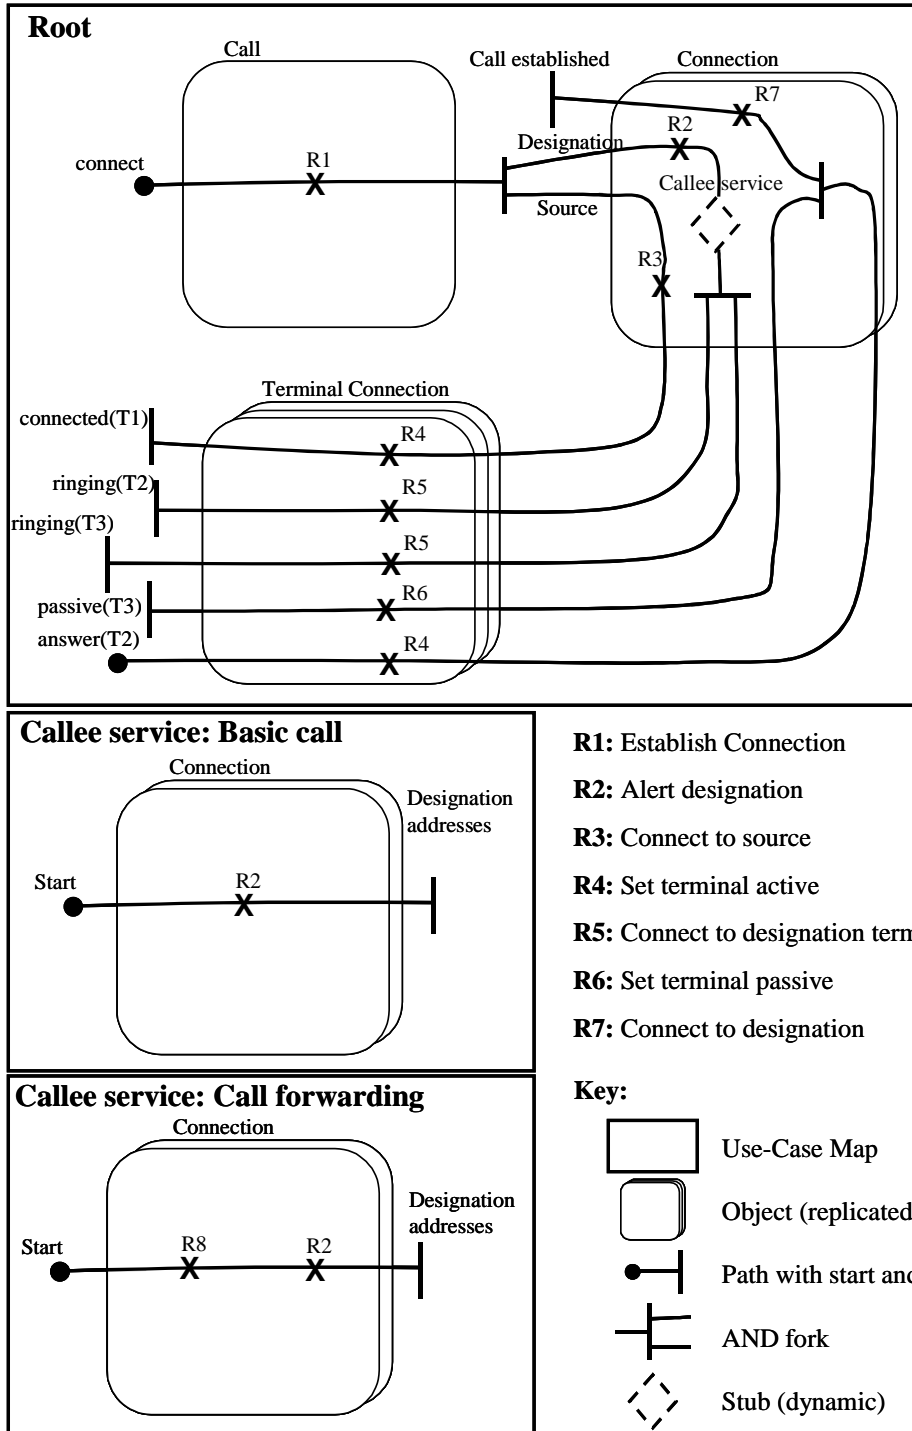 Root
Call
Call established
Connection
R7
Designation
R2
connect
R1
Callee service
Source
R3
Terminal Connection
connected(T1)
R4
ringing(T2)
R5
ringing(T3)
R5
passive(T3)
R6
answer(T2)
R4
Callee service: Basic call
Connection
Designation
addresses
Start
R2
Callee service: Call forwarding
Connection
Designation
addresses
Start
R8
R2
R1: Establish Connection
R2: Alert designation
R3: Connect to source
R4: Set terminal active
R5: Connect to designation term
R6: Set terminal passive
R7: Connect to designation
Key:
Use-Case Map
Object (replicated
Path with start and
AND fork
Stub (dynamic)